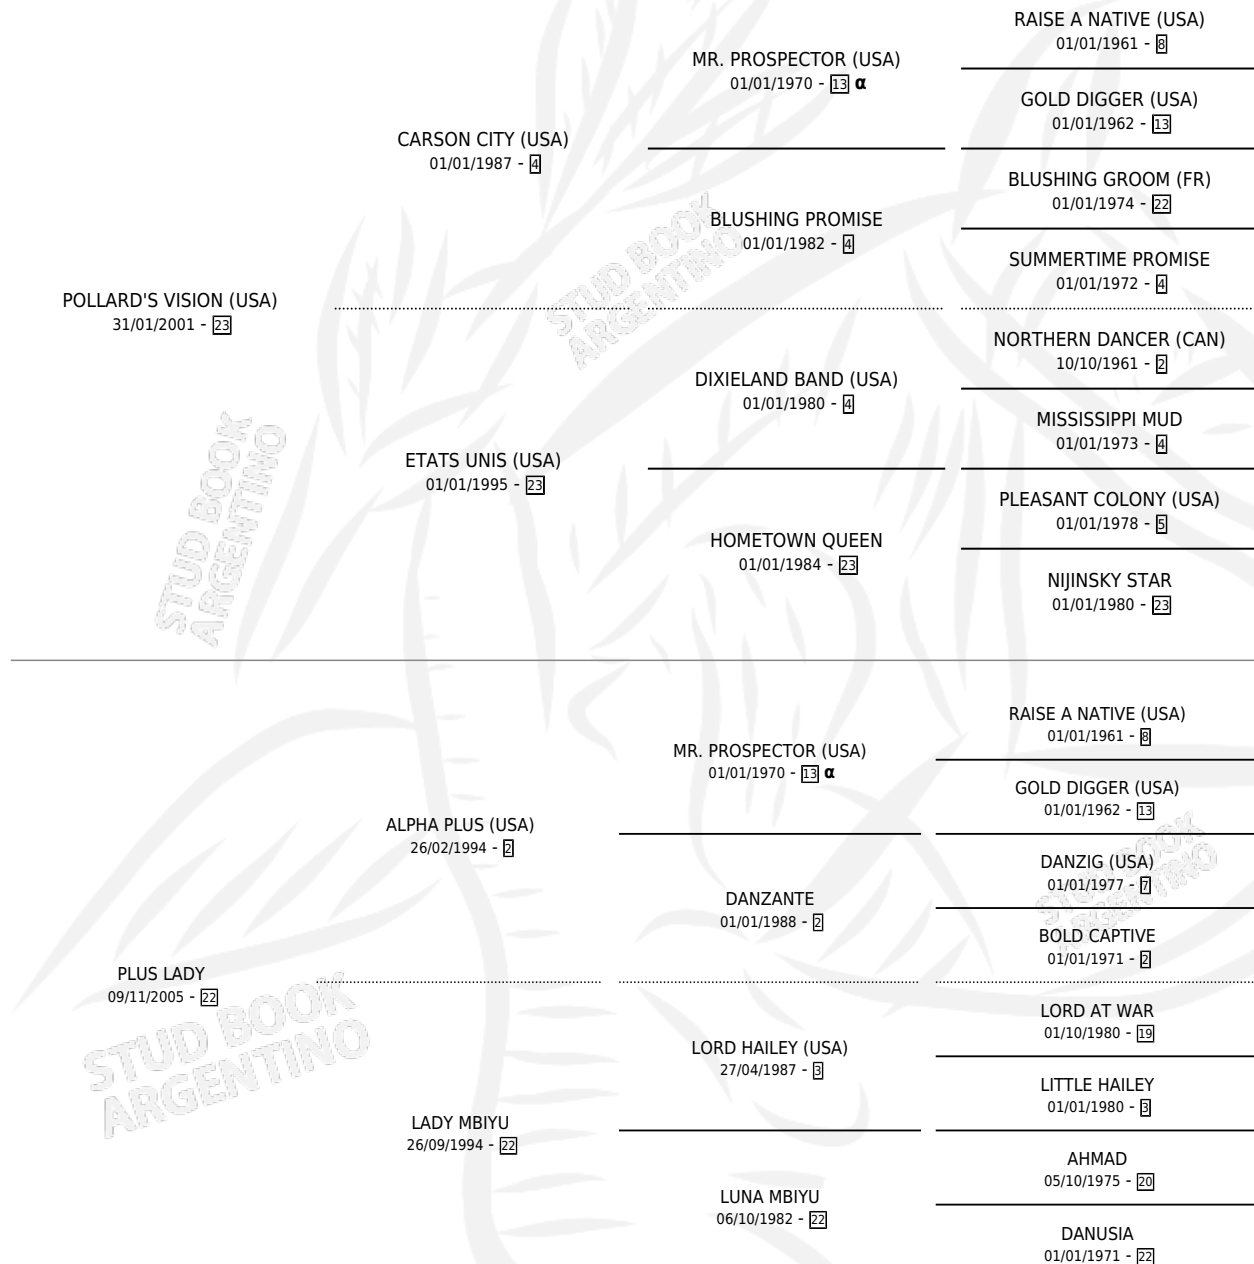 RAISE A NATIVE (USA)
01/01/1961 - 8
MR. PROSPECTOR (USA)
01/01/1970 - 13 α
GOLD DIGGER (USA)
01/01/1962 - 13
CARSON CITY (USA)
01/01/1987 - 4
BLUSHING GROOM (FR)
01/01/1974 - 22
BLUSHING PROMISE
01/01/1982 - 4
SUMMERTIME PROMISE
01/01/1972 - 4
POLLARD'S VISION (USA)
31/01/2001 - 23
NORTHERN DANCER (CAN)
10/10/1961 - 2
DIXIELAND BAND (USA)
01/01/1980 - 4
MISSISSIPPI MUD
01/01/1973 - 4
ETATS UNIS (USA)
01/01/1995 - 23
PLEASANT COLONY (USA)
01/01/1978 - 5
HOMETOWN QUEEN
01/01/1984 - 23
NIJINSKY STAR
01/01/1980 - 23
RAISE A NATIVE (USA)
01/01/1961 - 8
MR. PROSPECTOR (USA)
01/01/1970 - 13 α
GOLD DIGGER (USA)
01/01/1962 - 13
ALPHA PLUS (USA)
26/02/1994 - 2
DANZIG (USA)
01/01/1977 - 7
DANZANTE
01/01/1988 - 2
BOLD CAPTIVE
01/01/1971 - 2
PLUS LADY
09/11/2005 - 22
LORD AT WAR
01/10/1980 - 19
LORD HAILEY (USA)
27/04/1987 - 3
LITTLE HAILEY
01/01/1980 - 3
LADY MBIYU
26/09/1994 - 22
AHMAD
05/10/1975 - 20
LUNA MBIYU
06/10/1982 - 22
DANUSIA
01/01/1971 - 22
STUD BOOK
ARGENTINO
STUD BOOK
ARGENTINO
STUD BOOK
ARGENTINO
STUD BOOK
ARGENTINO